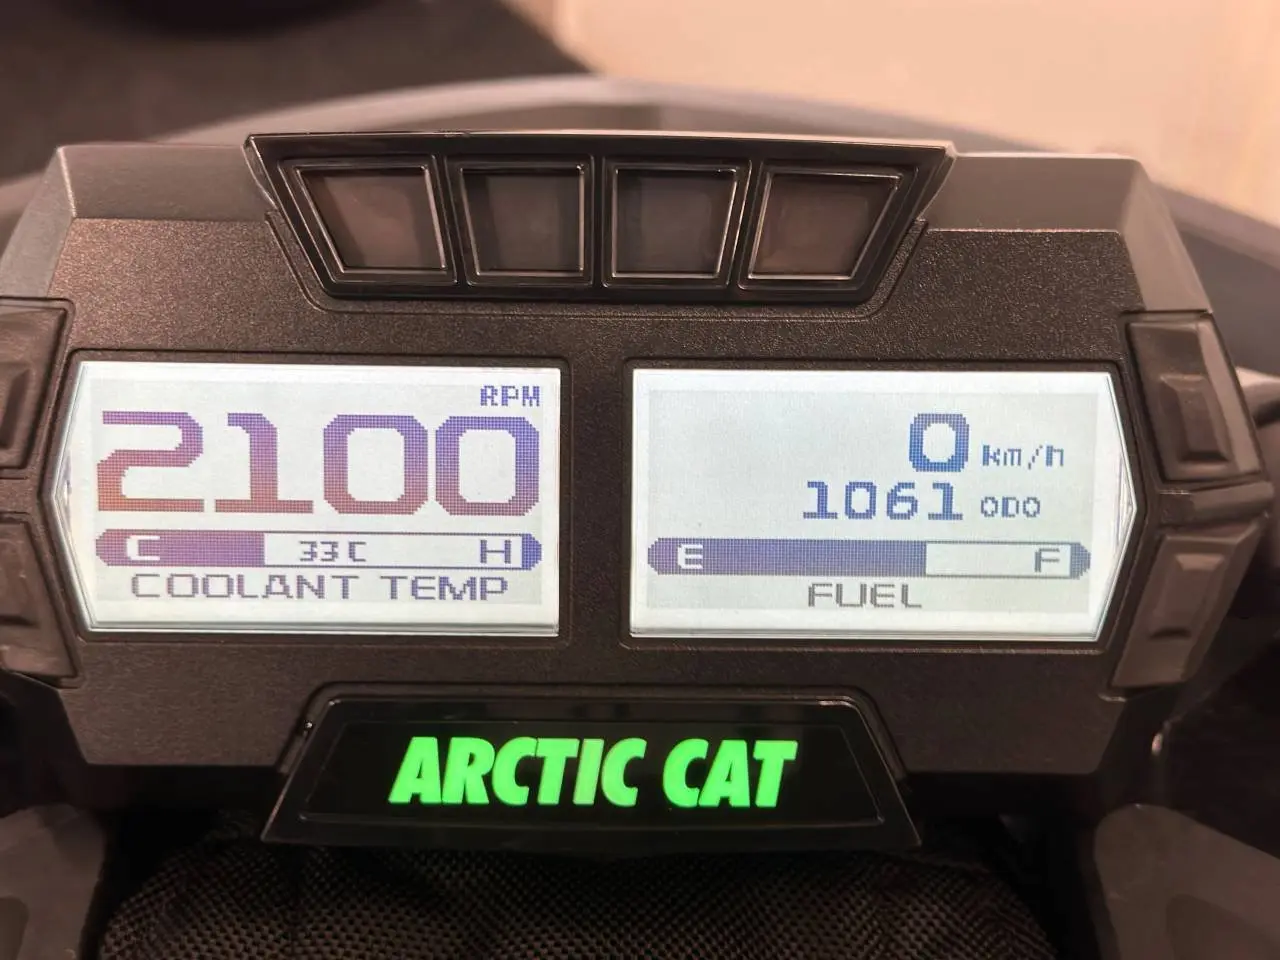 RPM
2100
C 33C H
COOLANT TEMP
0 km/h
1061 ODO
E F
FUEL
ARCTIC CAT